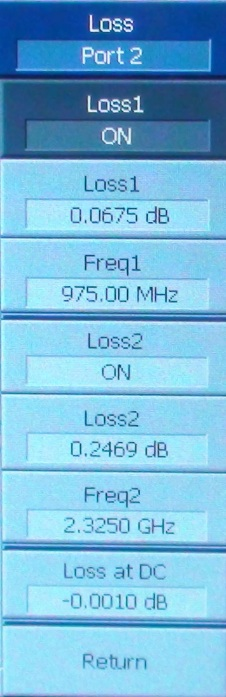 Loss
Port 2
Loss1
ON
Loss1
0.0675 dB
Freq1
975.00 MHz
Loss2
ON
Loss2
0.2469 dB
Freq2
2.3250 GHz
Loss at DC
-0.0010 dB
Return